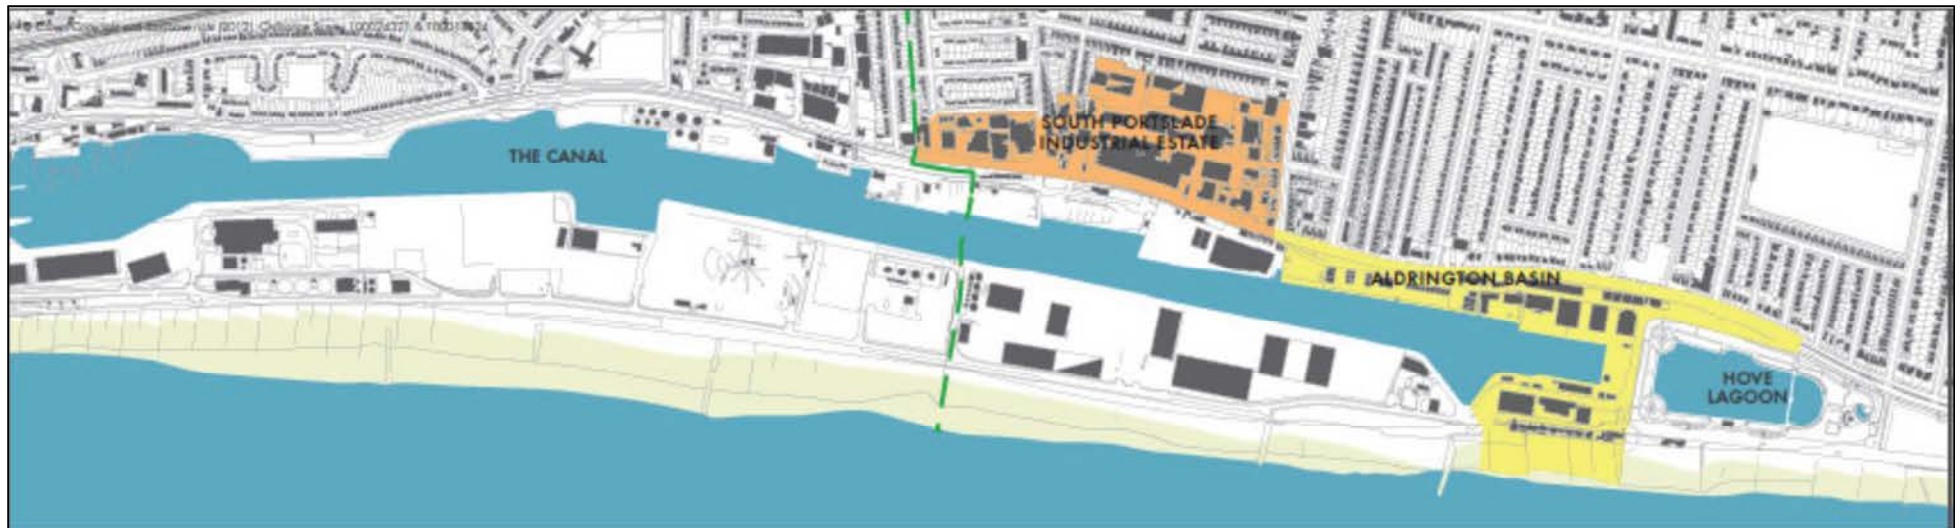 THE CANAL
SOUTH PORTSLADE
INDUSTRIAL ESTATE
ALDRINGTON BASIN
HOVE
LAGOON